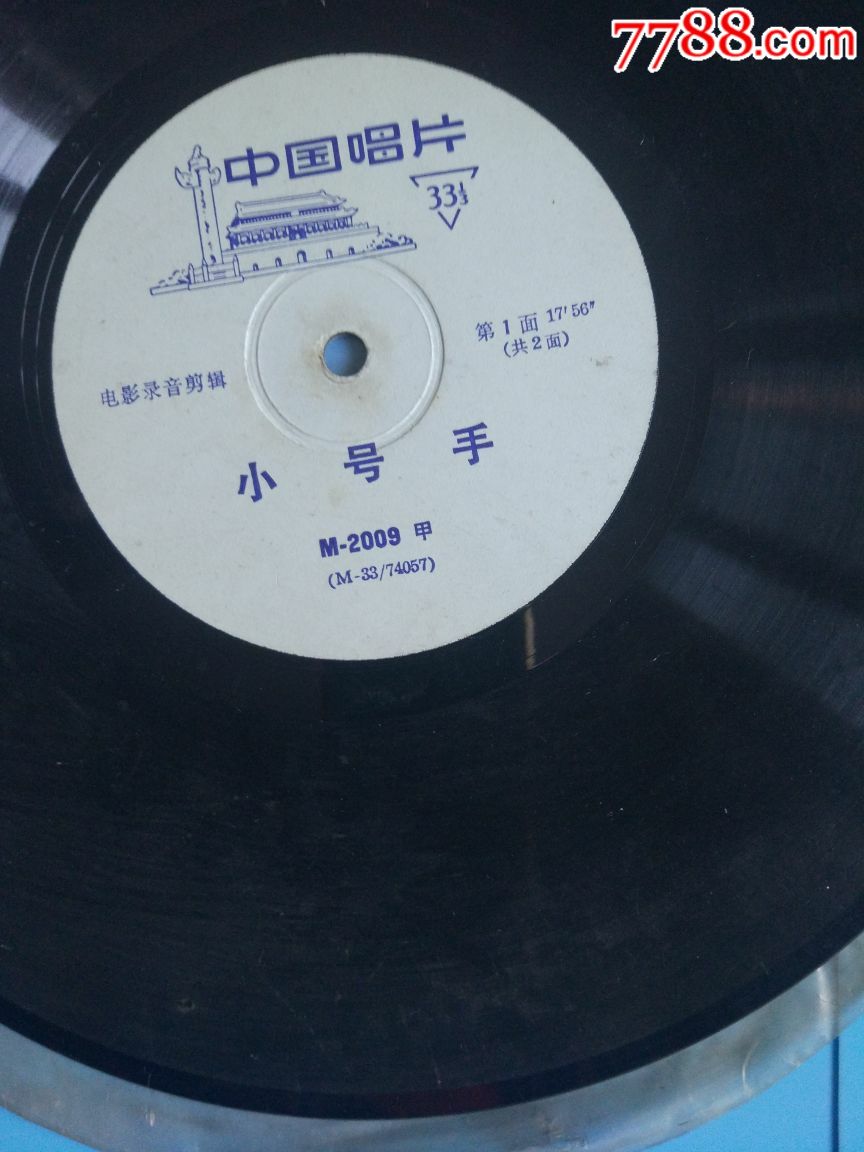 7788.com
中国唱片
33⅓
第1面 17′56″
(共2面)
电影录音剪辑
小号手
M-2009 甲
(M-33/74057)